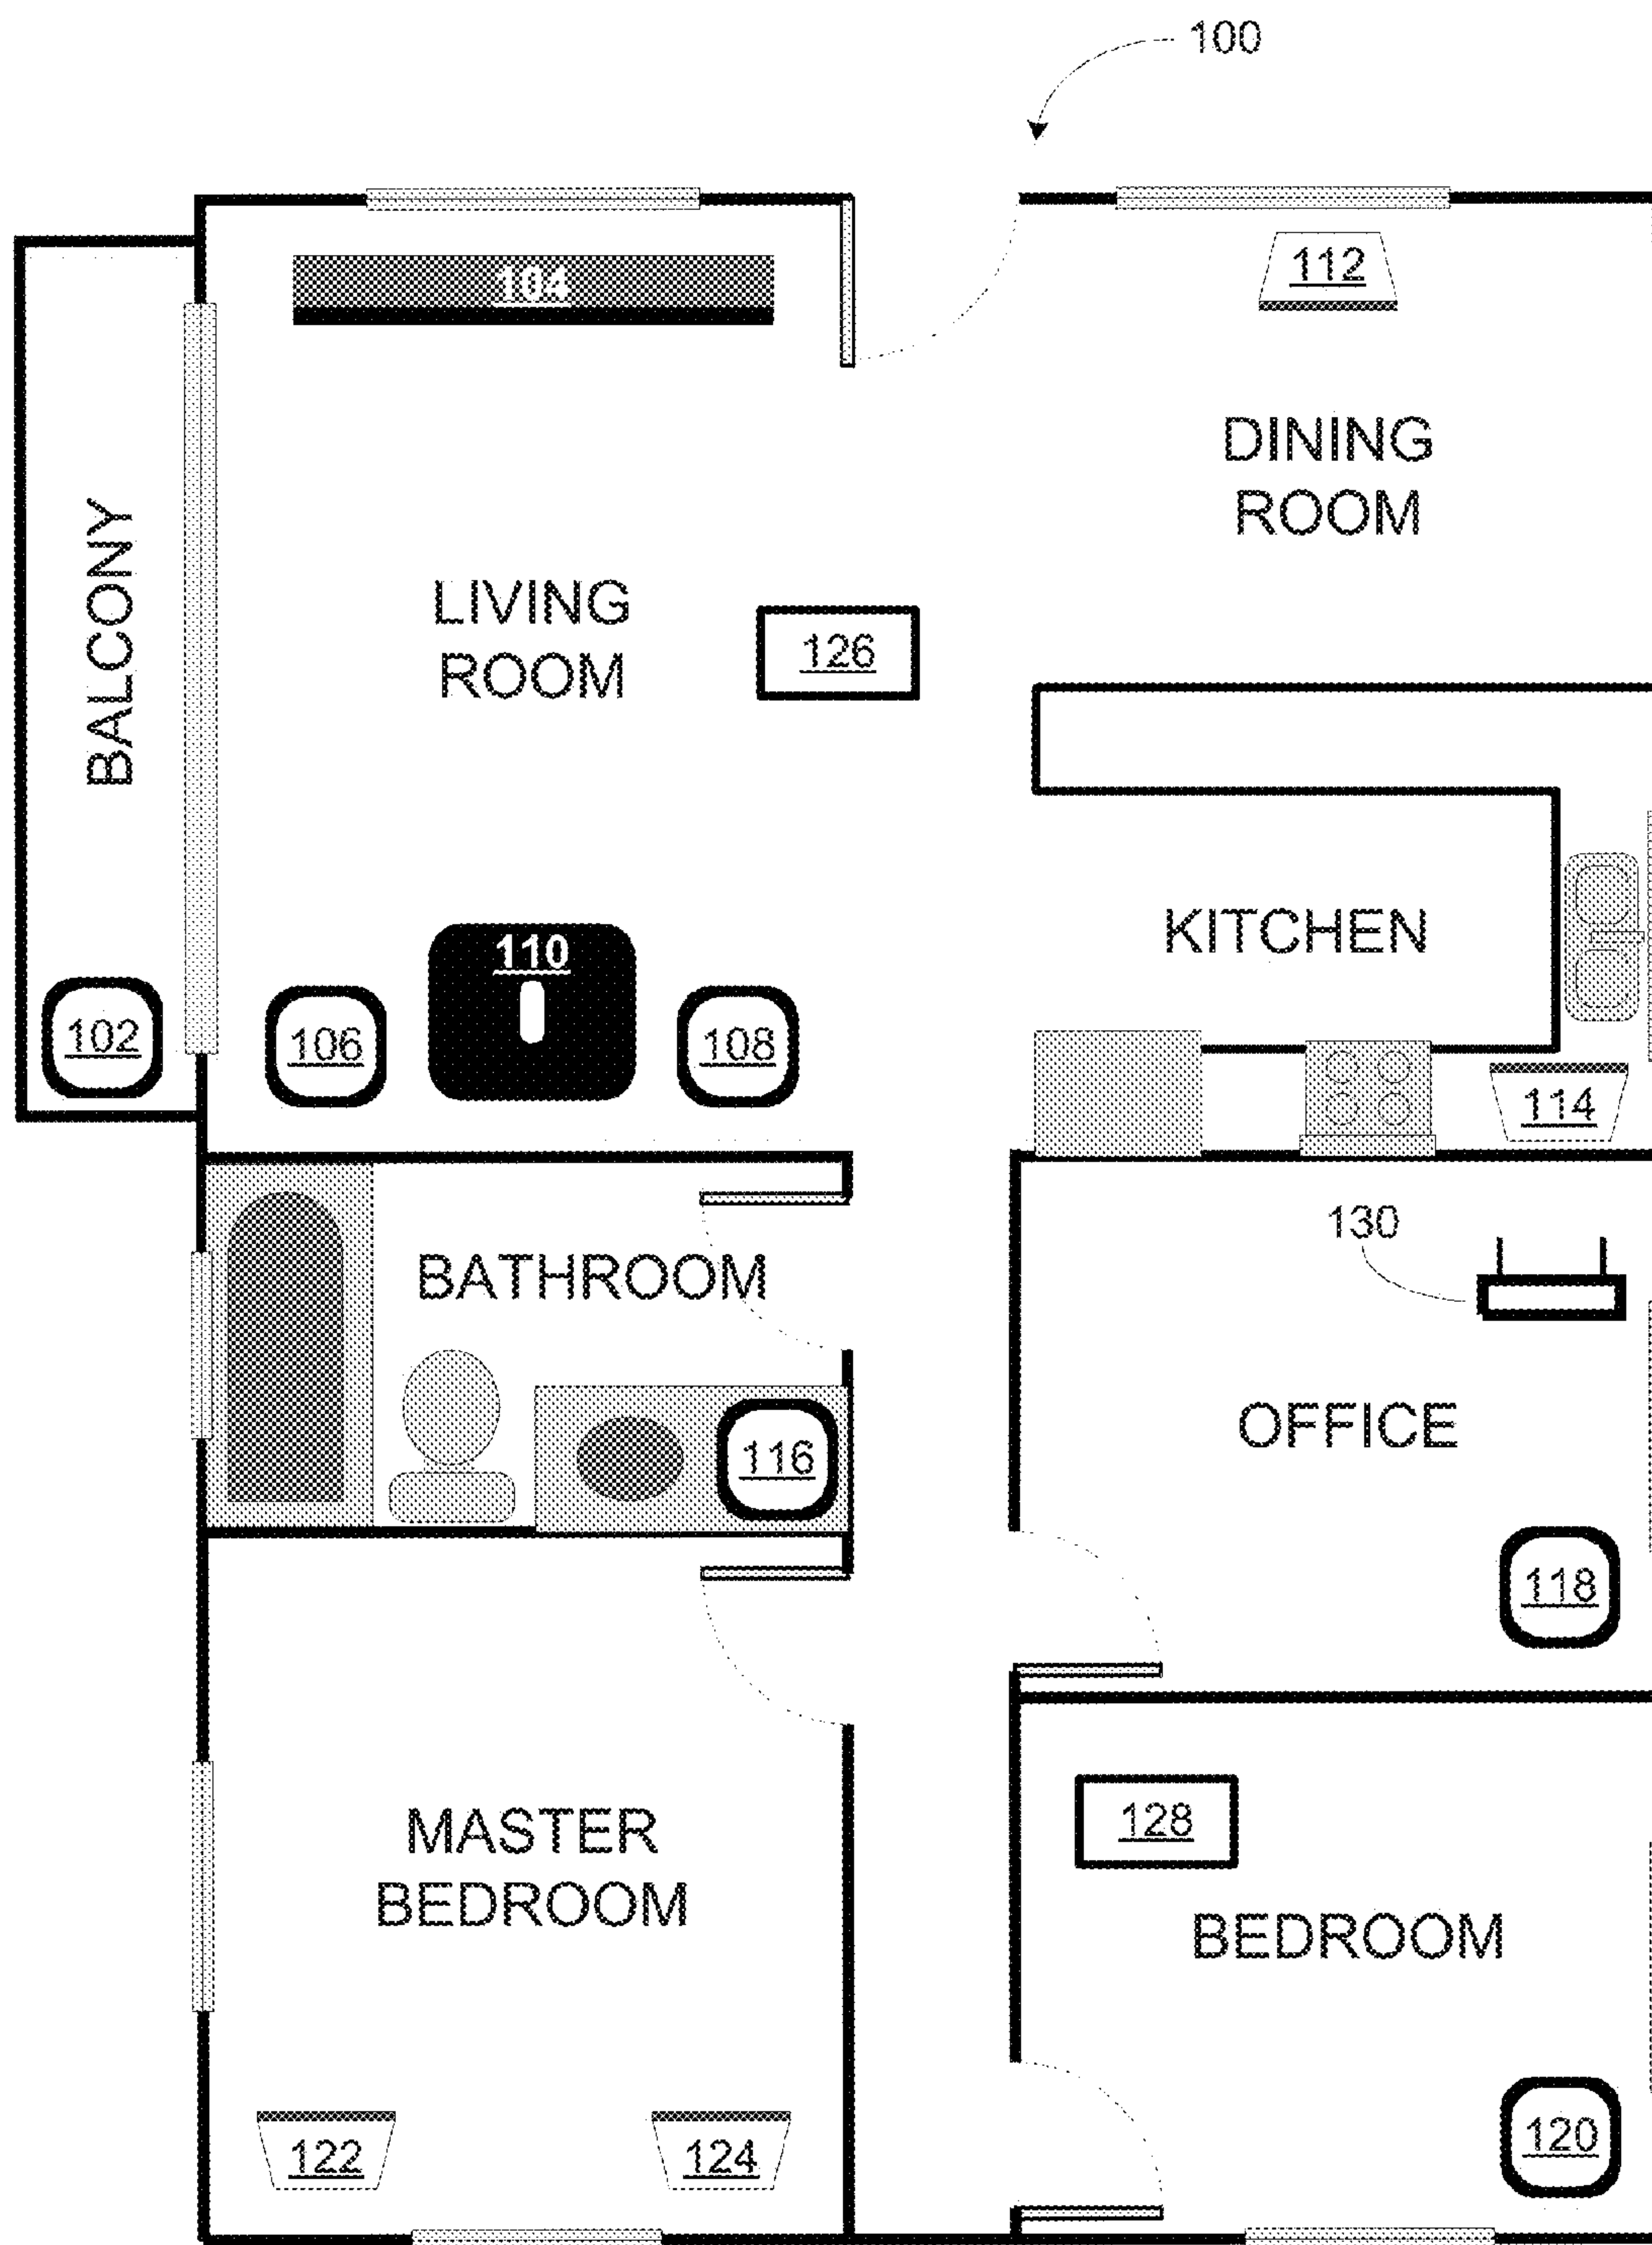 100
104
112
DINING
ROOM
BALCONY
LIVING
ROOM
126
KITCHEN
110
102
106
108
114
130
BATHROOM
OFFICE
116
118
128
MASTER
BEDROOM
BEDROOM
120
122
124